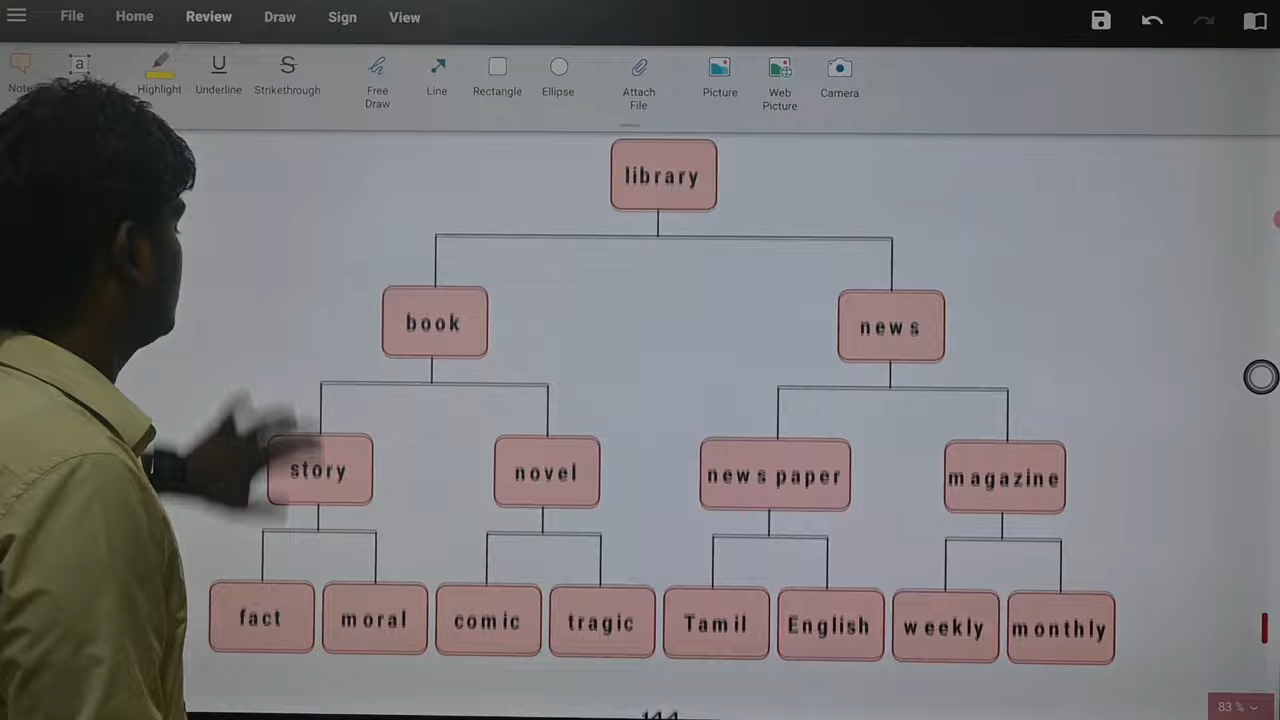 File Home Review Draw Sign View
Note Highlight Underline Strikethrough Free Draw Line Rectangle Ellipse Attach File Picture Web Picture Camera
library
book news
story novel news paper magazine
fact moral comic tragic Tamil English weekly monthly
83 %